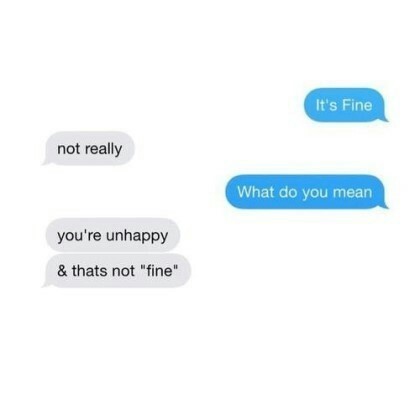 It's Fine
not really
What do you mean
you're unhappy
& thats not "fine"